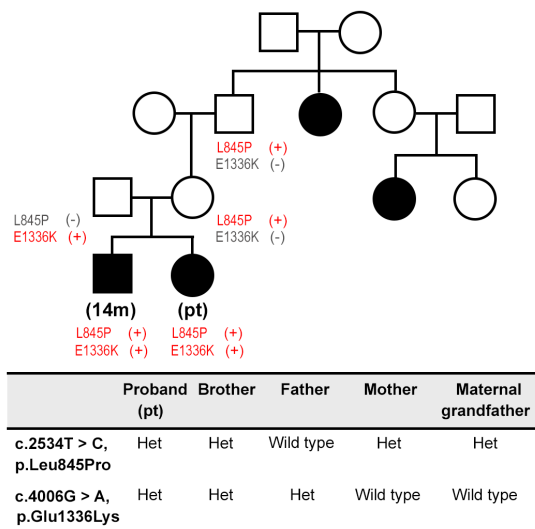 L845P (+)
E1336K (-)
L845P (-)
E1336K (+)
L845P (+)
E1336K (-)
(14m) (pt)
L845P (+) L845P (+)
E1336K (+) E1336K (+)
Proband Brother Father Mother Maternal
(pt) grandfather
c.2534T > C, Het Het Wild type Het Het
p.Leu845Pro
c.4006G > A, Het Het Het Wild type Wild type
p.Glu1336Lys